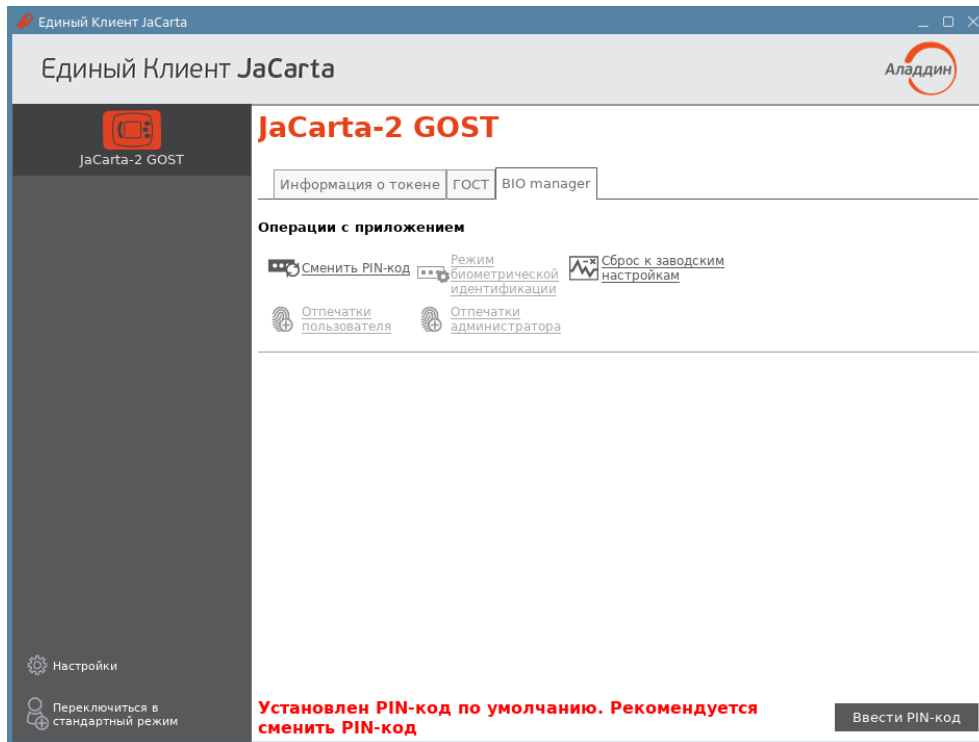 Единый Клиент JaCarta
Единый Клиент JaCarta
Аладдин
JaCarta-2 GOST
JaCarta-2 GOST
Информация о токене ГОСТ BIO manager
Операции с приложением
Сменить PIN-код
Режим
биометрической
идентификации
Сброс к заводским
настройкам
Отпечатки
пользователя
Отпечатки
администратора
Настройки
Переключиться в
стандартный режим
Установлен PIN-код по умолчанию. Рекомендуется
сменить PIN-код
Ввести PIN-код